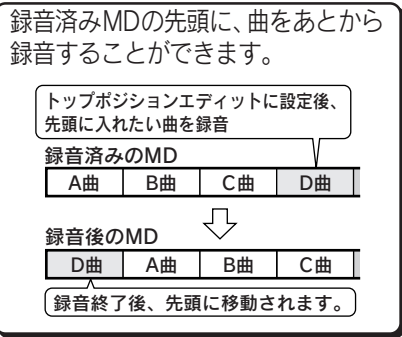 録音済みMDの先頭に、曲をあとから
録音することができます。
トップポジションエディットに設定後、
先頭に入れたい曲を録音
録音済みのMD
A曲 B曲 C曲 D曲
録音後のMD
D曲 A曲 B曲 C曲
録音終了後、先頭に移動されます。